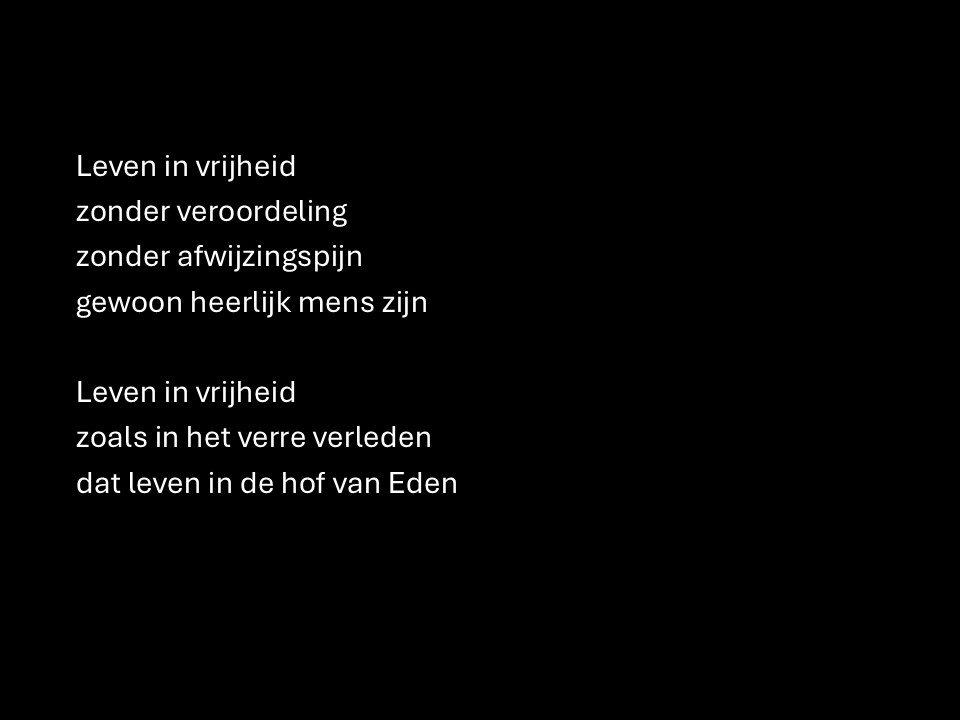 Leven in vrijheid
zonder veroordeling
zonder afwijzingspijn
gewoon heerlijk mens zijn
Leven in vrijheid
zoals in het verre verleden
dat leven in de hof van Eden